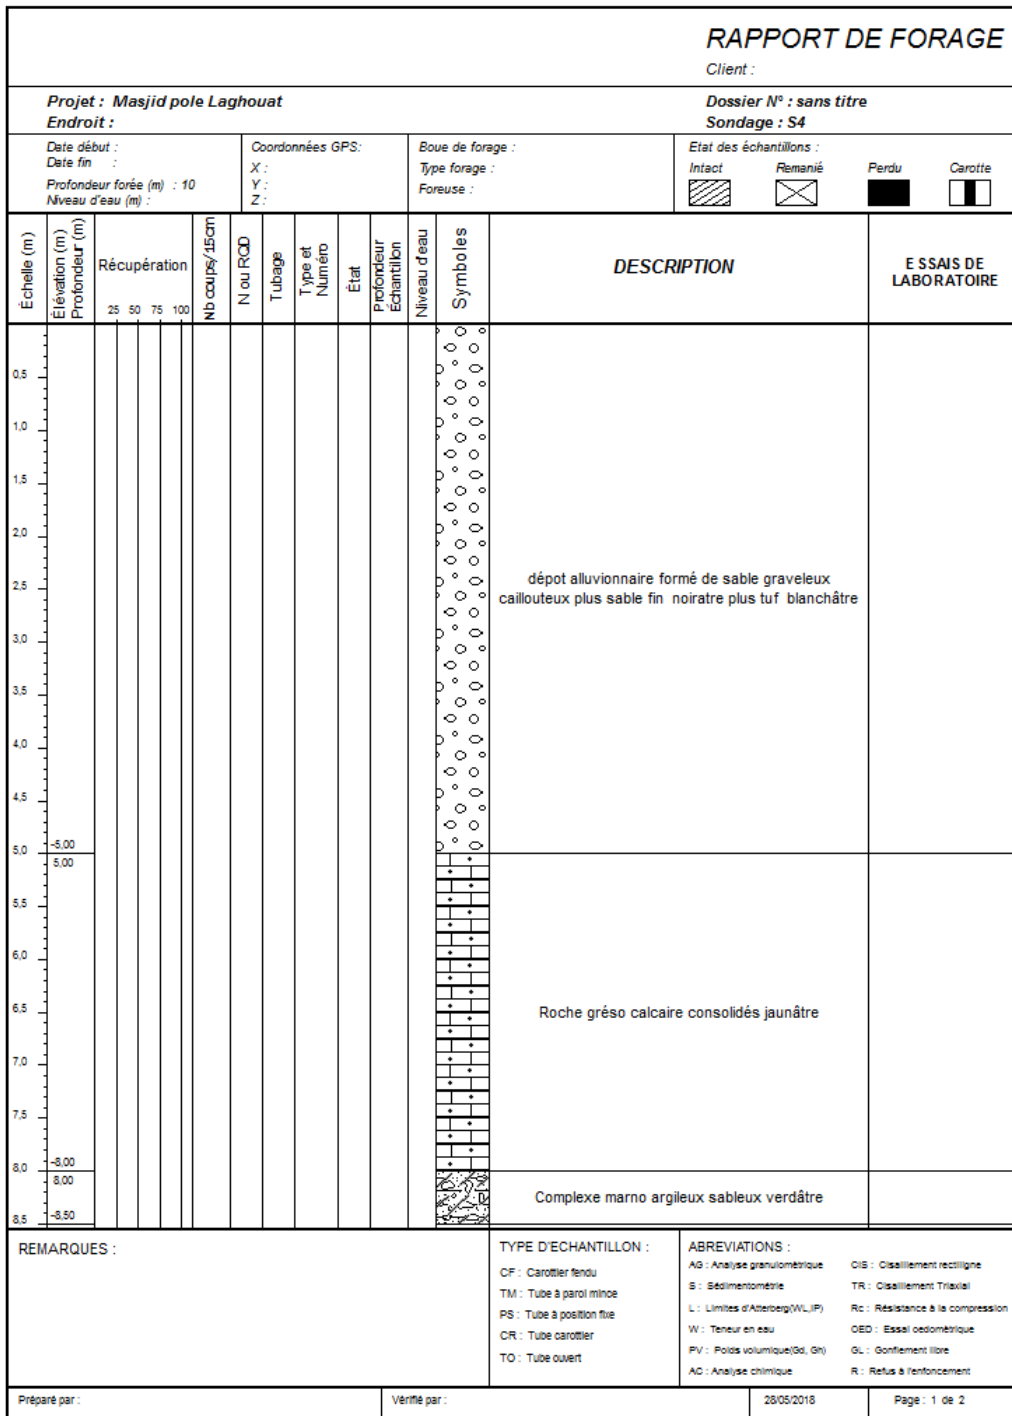 RAPPORT DE FORAGE
Client :
Projet : Masjid pole Laghouat
Endroit :
Dossier N° : sans titre
Sondage : S4
Date début :
Date fin :
Profondeur forée (m) : 10
Niveau d'eau (m) :
Coordonnées GPS:
X :
Y :
Z :
Boue de forage :
Type forage :
Foreuse :
Etat des échantillons :
Intact Remanié Perdu Carotte
Échelle (m)
Élévation (m)
Profondeur (m)
Récupération
25 50 75 100
Nb coups/15cm
N ou RQD
Tubage
Type et
Numéro
État
Profondeur
Échantillon
Niveau d'eau
Symboles
DESCRIPTION
E SSAIS DE
LABORATOIRE
0,5
1,0
1,5
2,0
2,5
dépot alluvionnaire formé de sable graveleux
caillouteux plus sable fin noiratre plus tuf blanchâtre
3,0
3,5
4,0
4,5
-5,00
5,0
5,00
5,5
6,0
6,5
Roche gréso calcaire consolidés jaunâtre
7,0
7,5
-8,00
8,0
8,00
Complexe marno argileux sableux verdâtre
-8,50
8,5
REMARQUES :
TYPE D'ECHANTILLON :
CF : Carottier fendu
TM : Tube à paroi mince
PS : Tube à position fixe
CR : Tube carottier
TO : Tube ouvert
ABREVIATIONS :
AG : Analyse granulométrique
S : Sédimentométrie
L : Limites d'Atterberg(WL,IP)
W : Teneur en eau
PV : Poids volumique(Gd, Gh)
AC : Analyse chimique
CIS : Cisaillement rectiligne
TR : Cisaillement Triaxial
Rc : Résistance à la compression
OED : Essai oedométrique
GL : Gonflement libre
R : Refus à l'enfoncement
Préparé par :
Vérifié par :
28/05/2018
Page : 1 de 2